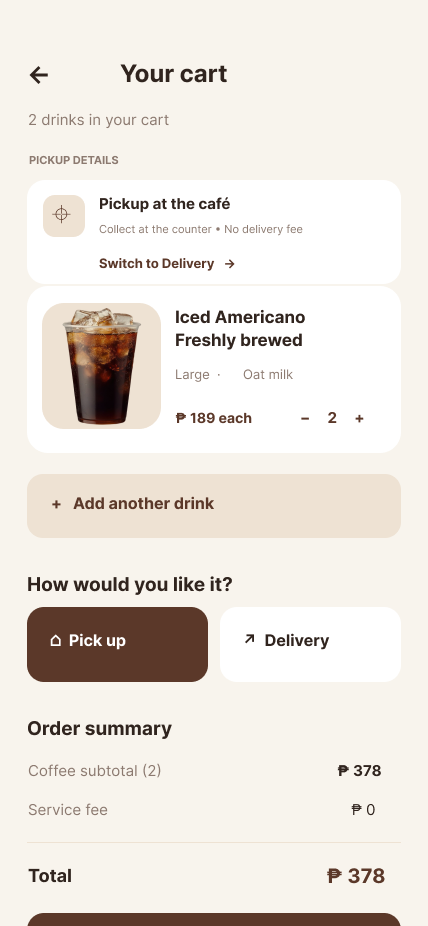 ← Your cart
2 drinks in your cart
PICKUP DETAILS
Pickup at the café
Collect at the counter • No delivery fee
Switch to Delivery →
Iced Americano
Freshly brewed
Large · Oat milk
₱ 189 each − 2 +
+ Add another drink
How would you like it?
⌂ Pick up ↗ Delivery
Order summary
Coffee subtotal (2) ₱ 378
Service fee ₱ 0
Total ₱ 378